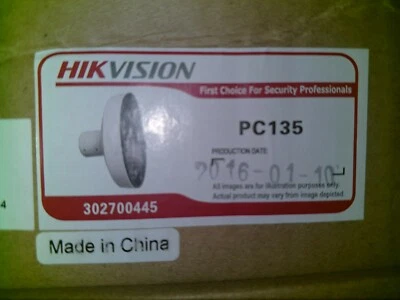 HIKVISION
First Choice For Security Professionals
PC135
PRODUCTION DATE
2016-01-10
All images are for illustration purposes only.
Actual product may vary from image depicted.
302700445
4
Made in China